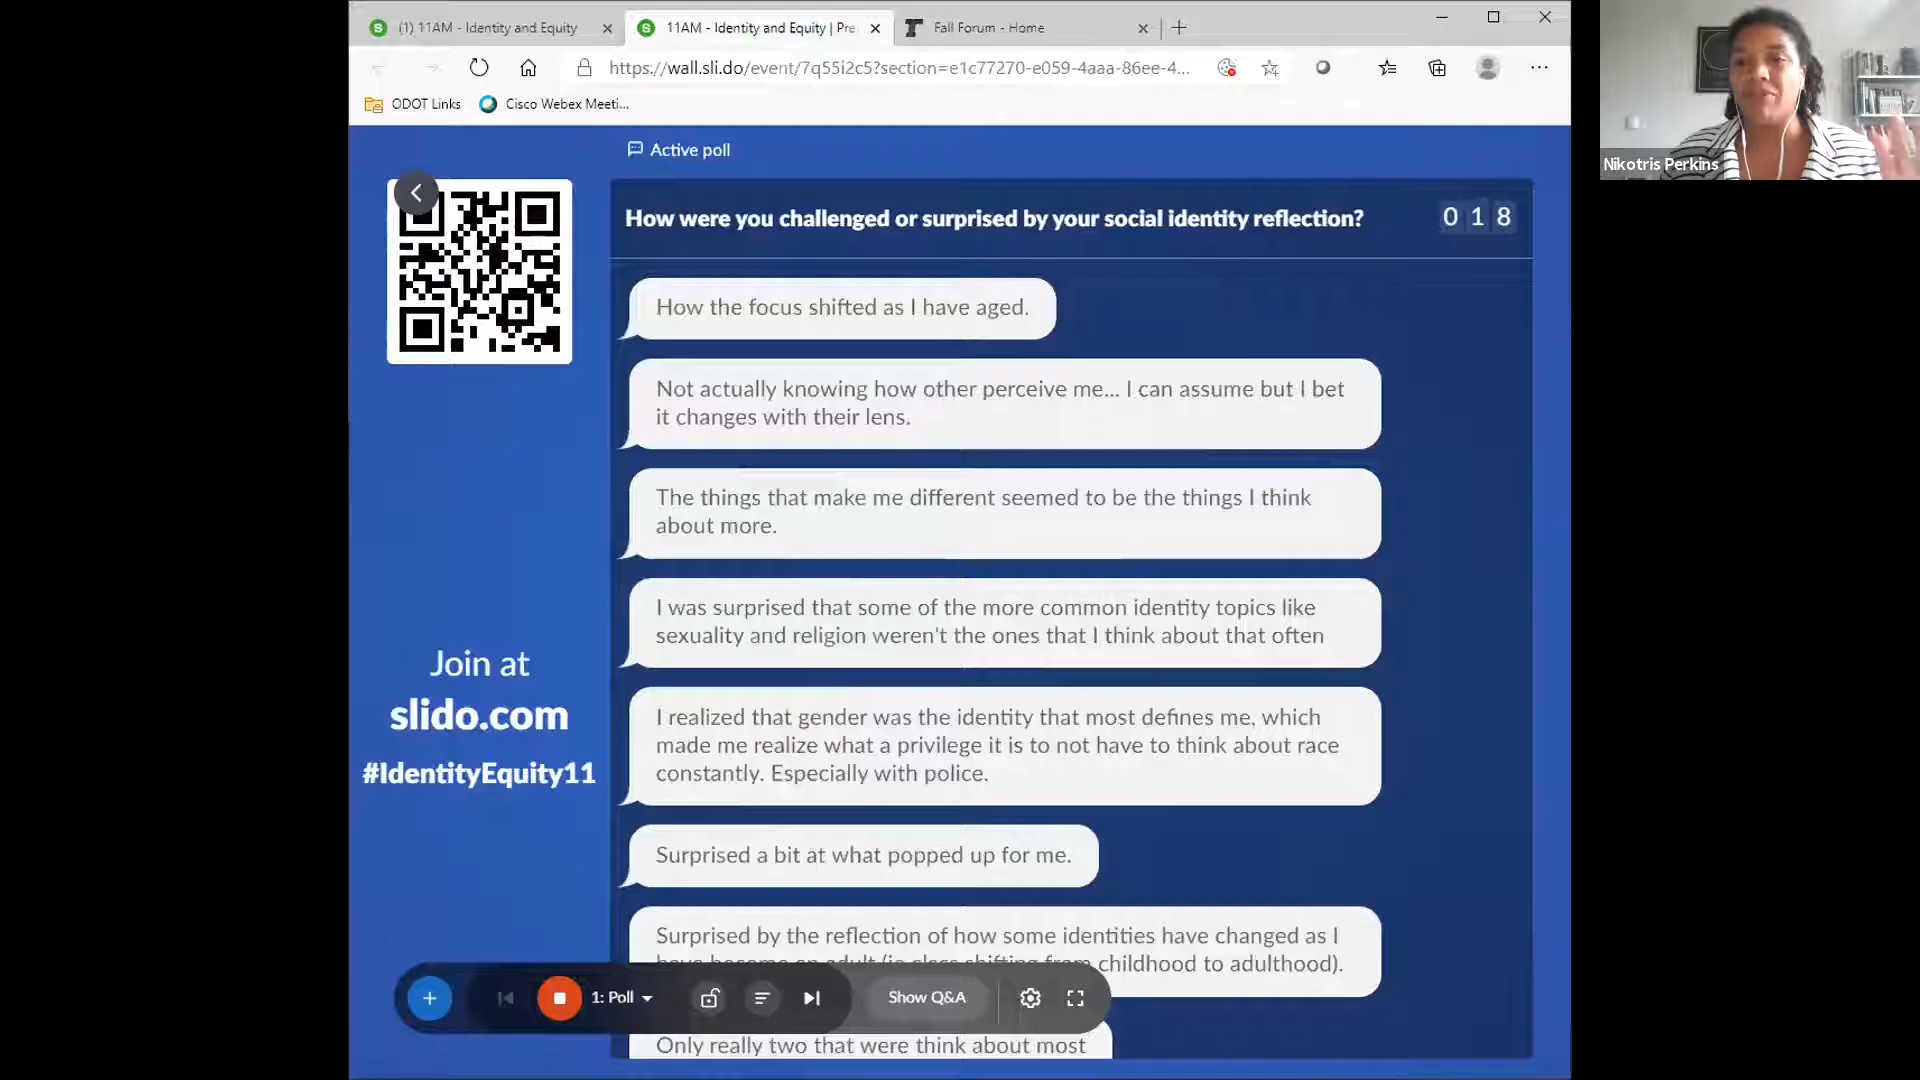 (1) 11AM - Identity and Equity
11AM - Identity and Equity | Pre
Fall Forum - Home
https://wall.sli.do/event/7q55i2c5?section=e1c77270-e059-4aaa-86ee-4...
ODOT Links
Cisco Webex Meeti...
Nikotris Perkins
Active poll
How were you challenged or surprised by your social identity reflection?
018
How the focus shifted as I have aged.
Not actually knowing how other perceive me... I can assume but I bet
it changes with their lens.
The things that make me different seemed to be the things I think
about more.
I was surprised that some of the more common identity topics like
sexuality and religion weren't the ones that I think about that often
I realized that gender was the identity that most defines me, which
made me realize what a privilege it is to not have to think about race
constantly. Especially with police.
Surprised a bit at what popped up for me.
Surprised by the reflection of how some identities have changed as I
have become an adult (ie class shifting from childhood to adulthood).
Only really two that were think about most
Join at
slido.com
#IdentityEquity11
1: Poll
Show Q&A